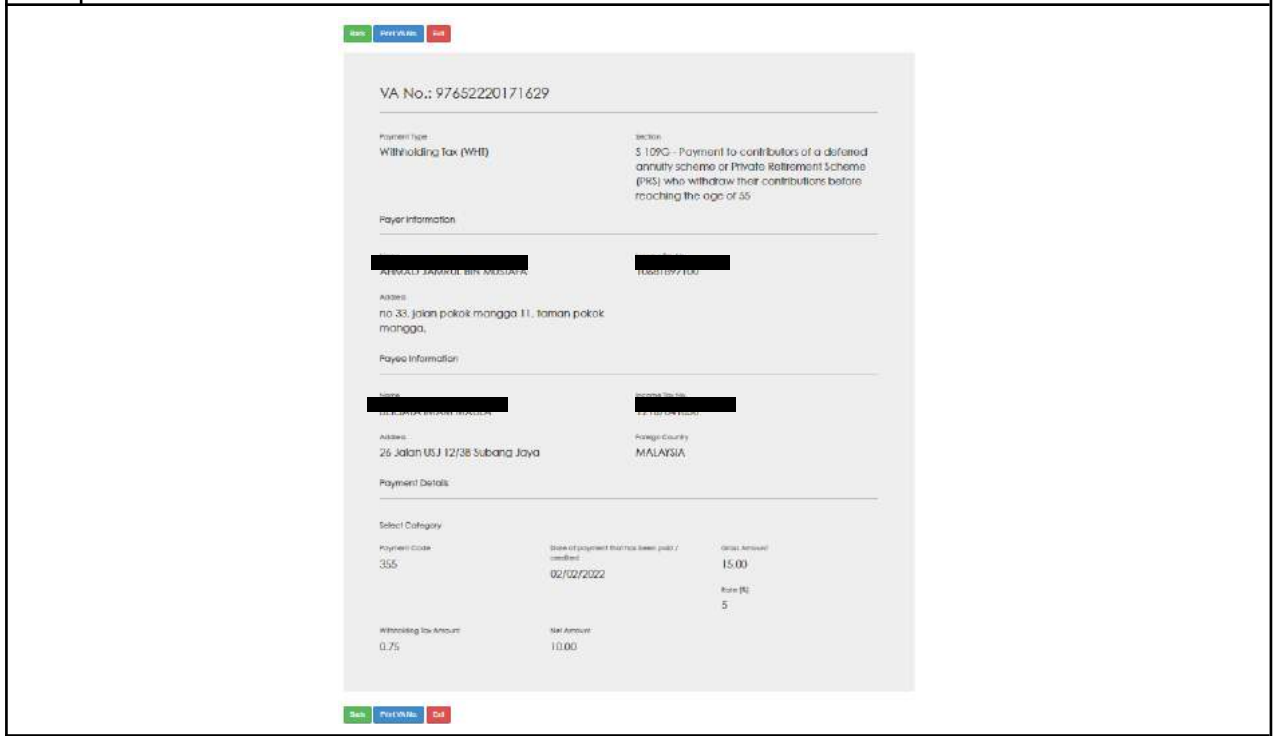 Print VA No. Exit
VA No.: 97652220171629
Payment Type
Withholding Tax (WHT)
Section
S 109G - Payment to contributors of a deferred
annuity scheme or Private Retirement Scheme
(PRS) who withdraw their contributions before
reaching the age of 55
Payer Information
Address
no 33, jalan pokok mangga 11, taman pokok
mangga,
Payee Information
Name
Income Tax No.
Address
26 Jalan USJ 12/3B Subang Jaya
Foreign Country
MALAYSIA
Payment Details
Select Category
Payment Code
355
Date of payment that has been paid /
credited
02/02/2022
Gross Amount
15.00
Rate (%)
5
Withholding Tax Amount
0.75
Net Amount
10.00
Print VA No. Exit